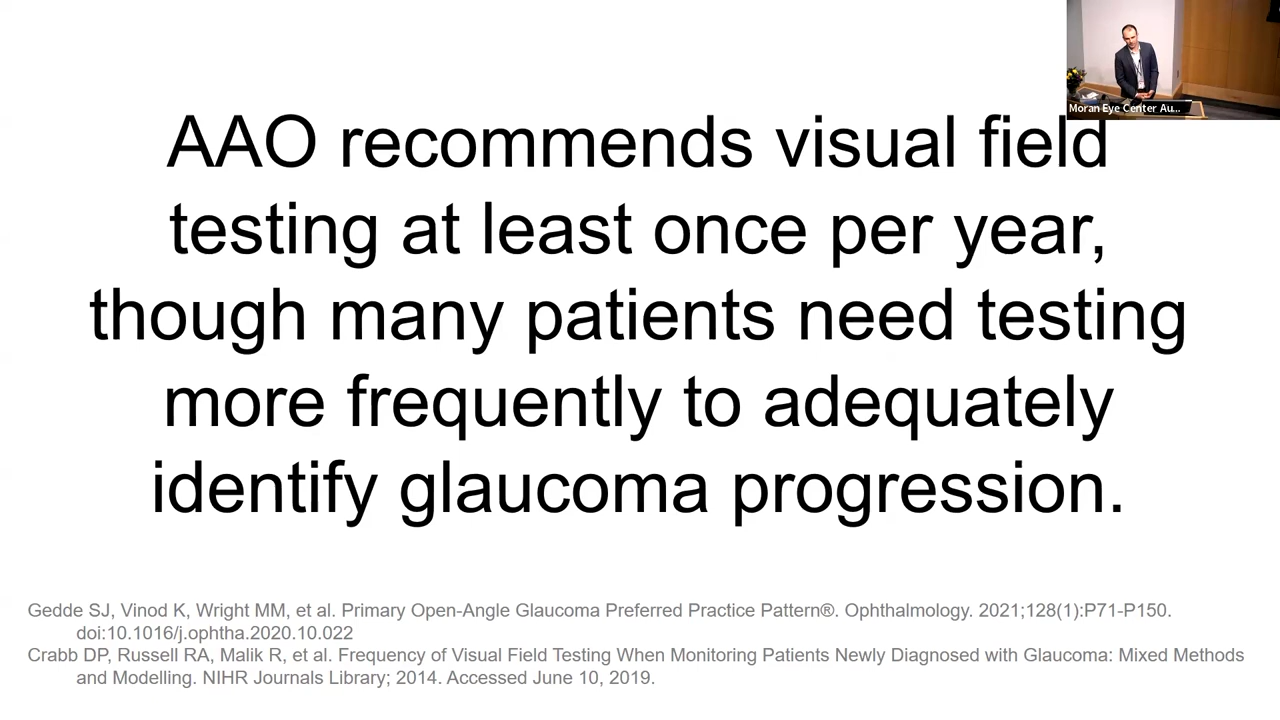 Moran Eye Center Au...
AAO recommends visual field
testing at least once per year,
though many patients need testing
more frequently to adequately
identify glaucoma progression.
Gedde SJ, Vinod K, Wright MM, et al. Primary Open-Angle Glaucoma Preferred Practice Pattern®. Ophthalmology. 2021;128(1):P71-P150.
doi:10.1016/j.ophtha.2020.10.022
Crabb DP, Russell RA, Malik R, et al. Frequency of Visual Field Testing When Monitoring Patients Newly Diagnosed with Glaucoma: Mixed Methods
and Modelling. NIHR Journals Library; 2014. Accessed June 10, 2019.